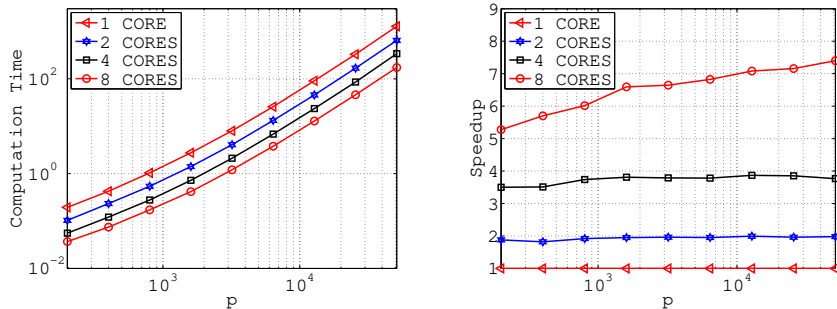 1 CORE
2 CORES
4 CORES
8 CORES
Computation Time
10^2
10^0
10^-2
10^3
10^4
p
1 CORE
2 CORES
4 CORES
8 CORES
Speedup
9
8
7
6
5
4
3
2
1
10^3
10^4
p